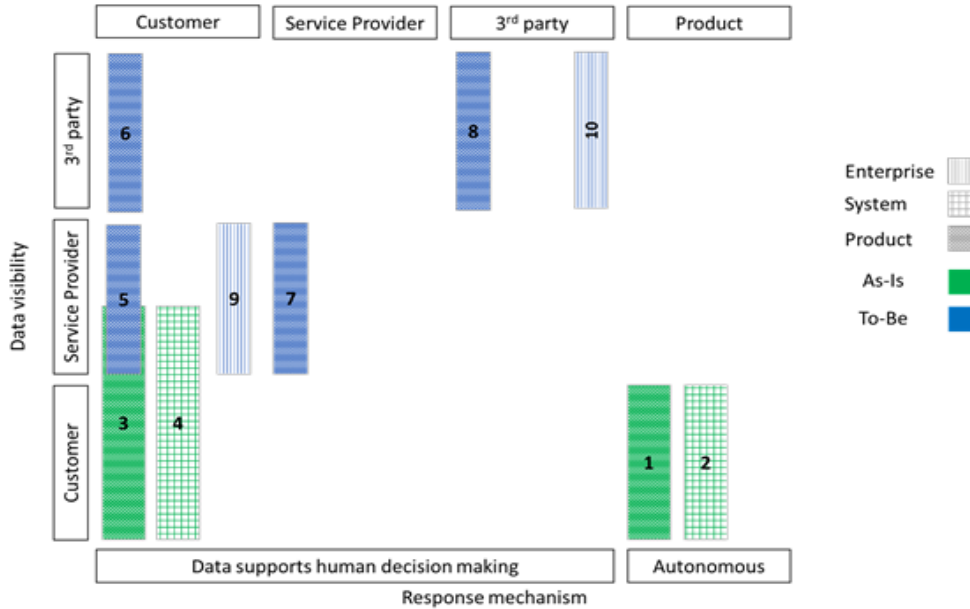 Customer
Service Provider
3rd party
Product
3rd party
Service Provider
Customer
Data visibility
6
8
10
5
9
7
3
4
1
2
Enterprise
System
Product
As-Is
To-Be
Data supports human decision making
Autonomous
Response mechanism